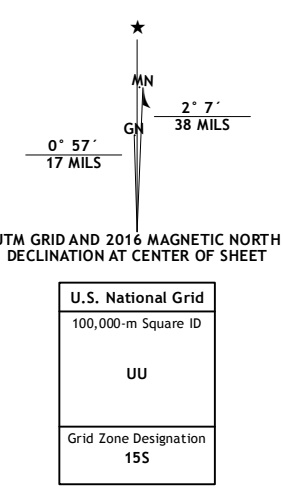 ★
MN
GN
2° 7´
38 MILS
0° 57´
17 MILS
UTM GRID AND 2016 MAGNETIC NORTH
DECLINATION AT CENTER OF SHEET
U.S. National Grid
100,000-m Square ID
UU
Grid Zone Designation
15S